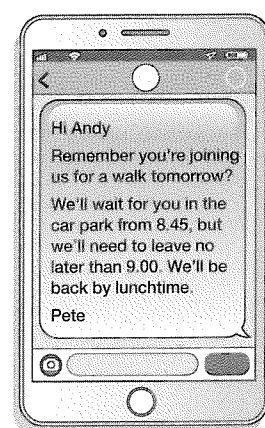 Hi Andy
Remember you're joining
us for a walk tomorrow?
We'll wait for you in the
car park from 8.45, but
we'll need to leave no
later than 9.00. We'll be
back by lunchtime.
Pete